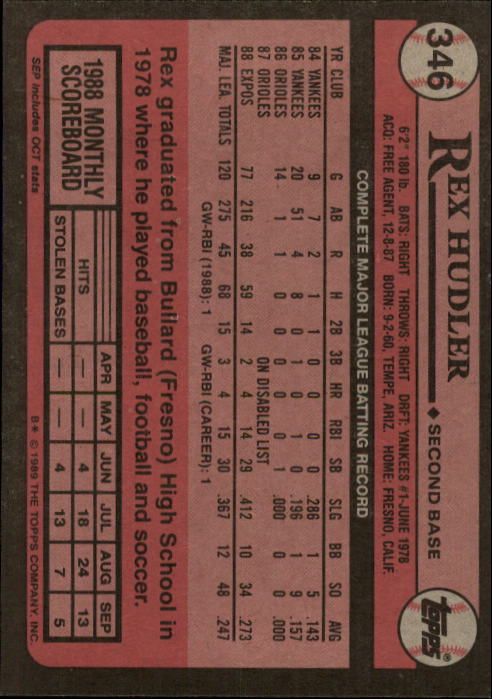 346
REX HUDLER ◆ SECOND BASE
topps®
6'2" 180 lb. BATS: RIGHT THROWS: RIGHT DRFT: YANKEES #1-JUNE 1978
ACQ: FREE AGENT, 12-8-87 BORN: 9-2-60, TEMPE, ARIZ. HOME: FRESNO, CALIF.
COMPLETE MAJOR LEAGUE BATTING RECORD
YR CLUB G AB R H 2B 3B HR RBI SB SLG BB SO AVG
84 YANKEES 9 7 2 1 1 0 0 0 0 .286 1 5 .143
85 YANKEES 20 51 4 8 0 1 0 1 0 .196 1 9 .157
86 ORIOLES 14 1 1 0 0 0 0 0 1 .000 0 0 .000
87 ORIOLES ON DISABLED LIST
88 EXPOS 77 216 38 59 14 2 4 14 29 .412 10 34 .273
MAJ. LEA. TOTALS 120 275 45 68 15 3 4 15 30 .367 12 48 .247
GW-RBI (1988): 1 GW-RBI (CAREER): 1
Rex graduated from Bullard (Fresno) High School in
1978 where he played baseball, football and soccer.
1988 MONTHLY
SCOREBOARD
APR MAY JUN JUL AUG SEP
HITS — — 4 18 24 13
STOLEN BASES — — 4 13 7 5
SEP includes OCT stats
B* © 1989 THE TOPPS COMPANY, INC.